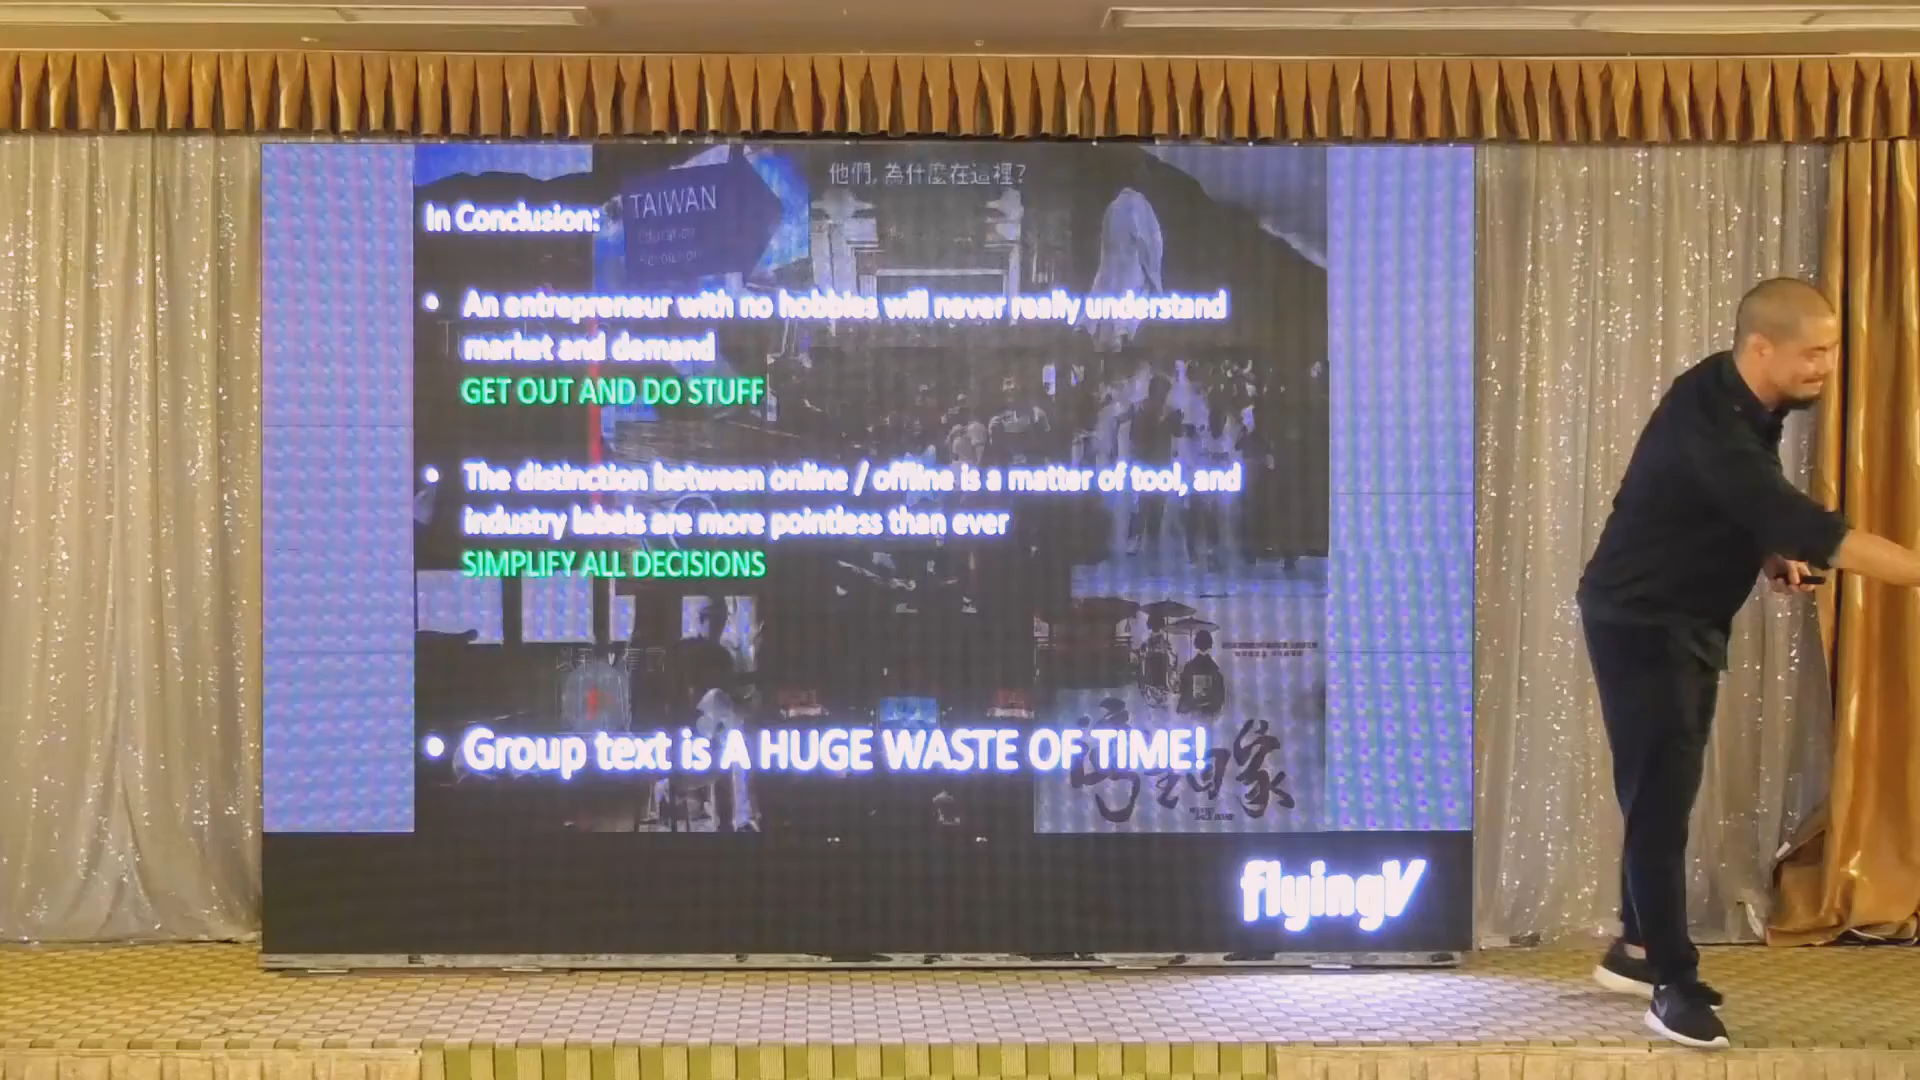 他們，為什麼在這裡？
TAIWAN
Education
Revolution
In Conclusion:
• An entrepreneur with no hobbies will never really understand
market and demand
GET OUT AND DO STUFF
• The distinction between online / offline is a matter of tool, and
industry labels are more pointless than ever
SIMPLIFY ALL DECISIONS
• Group text is A HUGE WASTE OF TIME!
flyingV